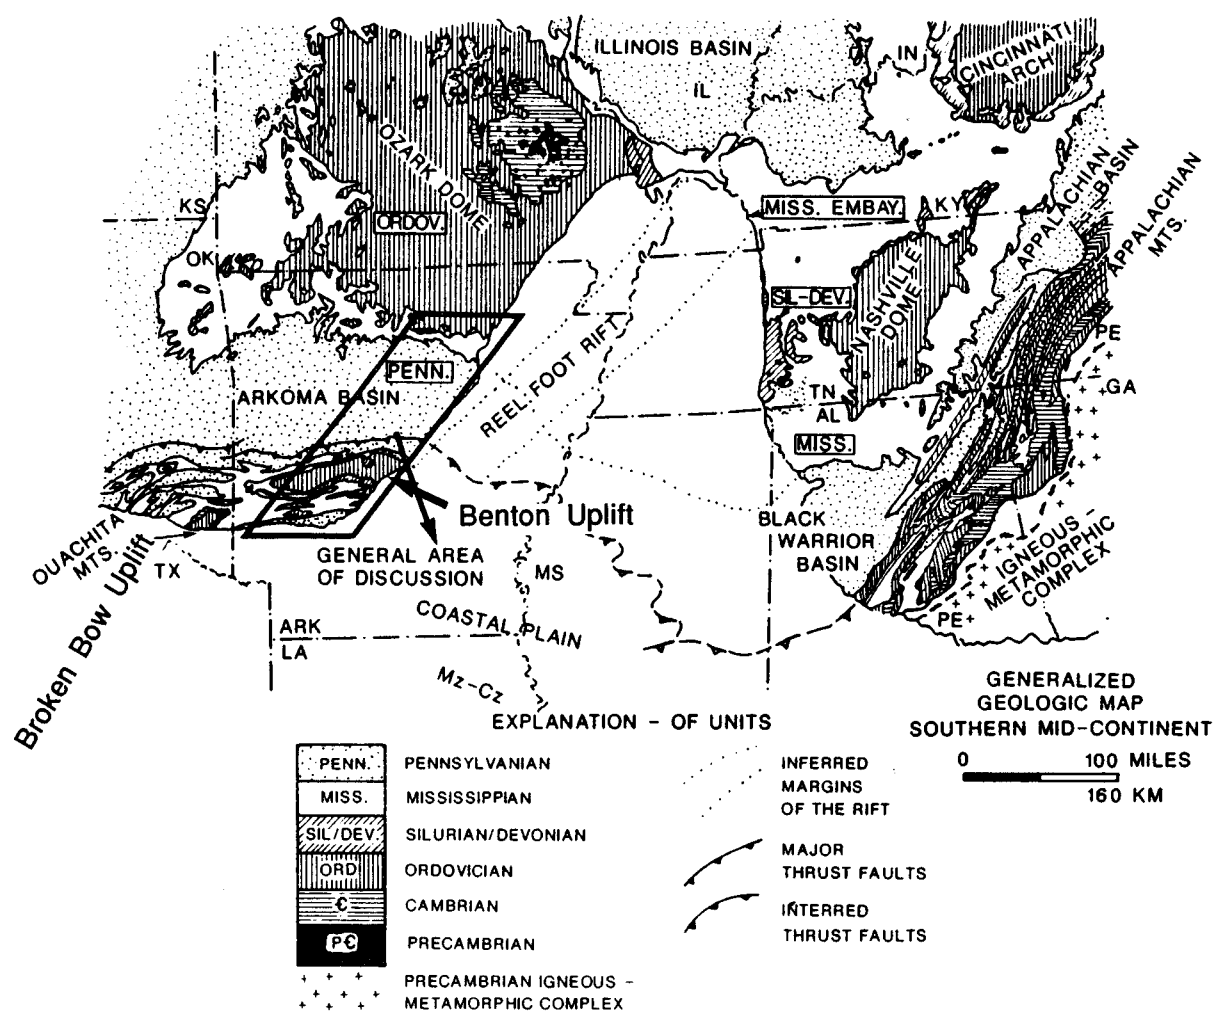 ILLINOIS BASIN
IL
IN
CINCINNATI
ARCH
OZARK DOME
KS
ORDOV.
MISS. EMBAY.
KY
APPALACHIAN
BASIN
APPALACHIAN
MTS.
OK
SIL-DEV.
NASHVILLE
DOME
REEL FOOT RIFT
PENN.
ARKOMA BASIN
PE
GA
TN
AL
MISS.
Benton Uplift
BLACK
WARRIOR
BASIN
IGNEOUS -
METAMORPHIC
COMPLEX
PE+
OUACHITA
MTS.
Broken Bow Uplift
TX
GENERAL AREA
OF DISCUSSION
MS
COASTAL PLAIN
ARK
LA
Mz-Cz
GENERALIZED
GEOLOGIC MAP
SOUTHERN MID-CONTINENT
0 100 MILES
160 KM
EXPLANATION - OF UNITS
PENN. PENNSYLVANIAN
MISS. MISSISSIPPIAN
SIL/DEV. SILURIAN/DEVONIAN
ORD ORDOVICIAN
Є CAMBRIAN
PЄ PRECAMBRIAN
PRECAMBRIAN IGNEOUS -
METAMORPHIC COMPLEX
INFERRED
MARGINS
OF THE RIFT
MAJOR
THRUST FAULTS
INTERRED
THRUST FAULTS